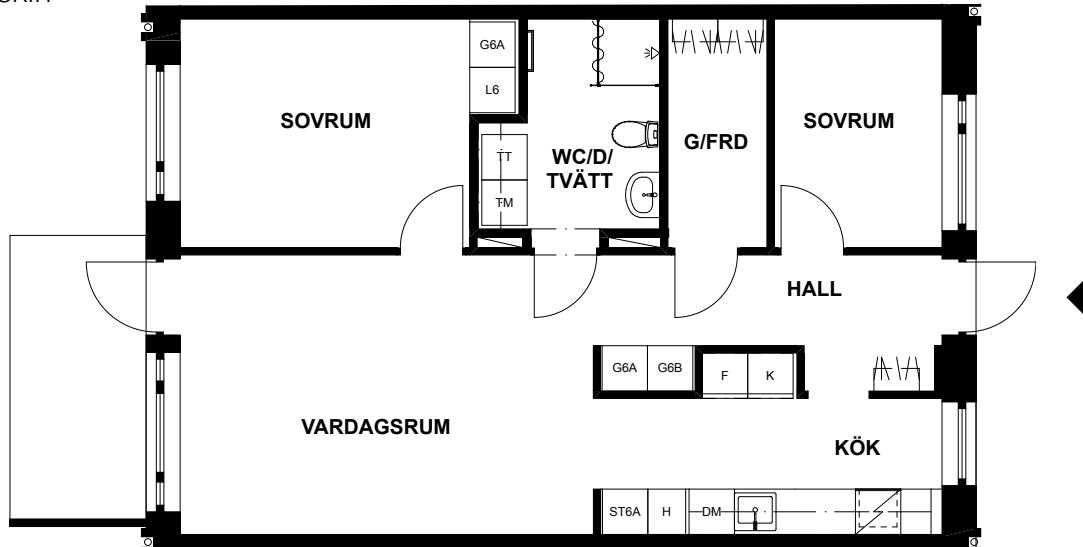 G6A
L6
SOVRUM
SOVRUM
G/FRD
WC/D/
TVÄTT
TT
TM
HALL
G6A
G6B
F
K
VARDAGSRUM
KÖK
ST6A
H
DM